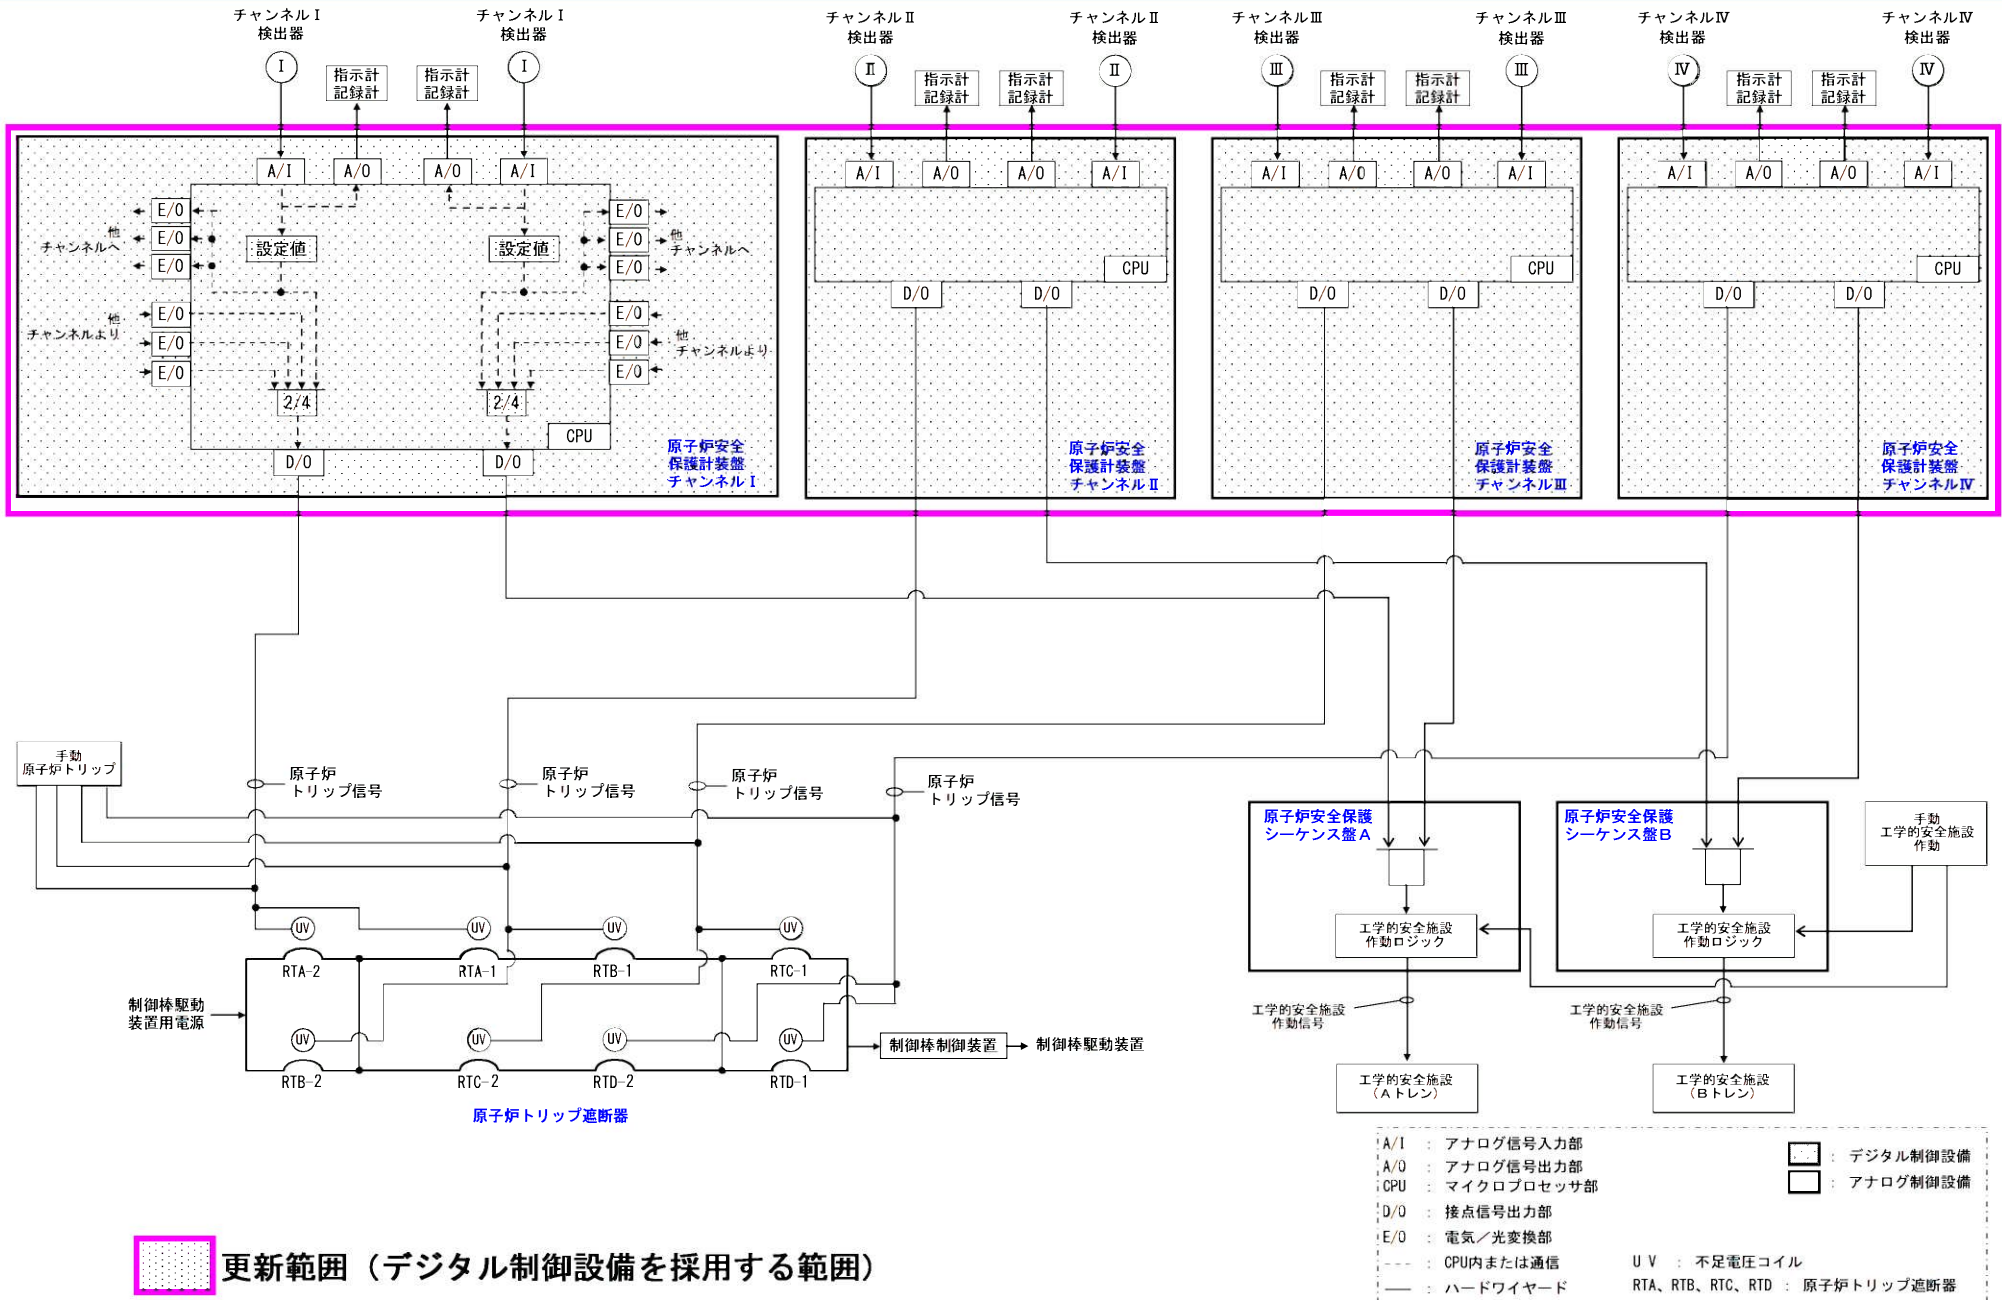 チャンネルⅠ
検出器
チャンネルⅠ
検出器
チャンネルⅡ
検出器
チャンネルⅡ
検出器
チャンネルⅢ
検出器
チャンネルⅢ
検出器
チャンネルⅣ
検出器
チャンネルⅣ
検出器
Ⅰ
指示計
記録計
指示計
記録計
Ⅰ
Ⅱ
指示計
記録計
指示計
記録計
Ⅱ
Ⅲ
指示計
記録計
指示計
記録計
Ⅲ
Ⅳ
指示計
記録計
指示計
記録計
Ⅳ
A/I
A/O
A/O
A/I
A/I
A/O
A/O
A/I
A/I
A/O
A/O
A/I
A/I
A/O
A/O
A/I
E/O
E/O
E/O
他
チャンネルへ
設定値
設定値
E/O
E/O
E/O
他
チャンネルへ
E/O
E/O
E/O
他
チャンネルより
E/O
E/O
E/O
他
チャンネルより
2/4
2/4
CPU
D/O
D/O
原子炉安全
保護計装盤
チャンネルⅠ
CPU
D/O
D/O
原子炉安全
保護計装盤
チャンネルⅡ
CPU
D/O
D/O
原子炉安全
保護計装盤
チャンネルⅢ
CPU
D/O
D/O
原子炉安全
保護計装盤
チャンネルⅣ
手動
原子炉トリップ
原子炉
トリップ信号
原子炉
トリップ信号
原子炉
トリップ信号
原子炉
トリップ信号
UV
UV
UV
UV
RTA-2
RTA-1
RTB-1
RTC-1
制御棒駆動
装置用電源
UV
UV
UV
UV
RTB-2
RTC-2
RTD-2
RTD-1
制御棒制御装置
制御棒駆動装置
原子炉トリップ遮断器
原子炉安全保護
シーケンス盤A
原子炉安全保護
シーケンス盤B
手動
工学的安全施設
作動
工学的安全施設
作動ロジック
工学的安全施設
作動ロジック
工学的安全施設
作動信号
工学的安全施設
作動信号
工学的安全施設
(Aトレン)
工学的安全施設
(Bトレン)
A/I : アナログ信号入力部
A/O : アナログ信号出力部
CPU : マイクロプロセッサ部
D/O : 接点信号出力部
E/O : 電気／光変換部
--- : CPU内または通信
— : ハードワイヤード
: デジタル制御設備
: アナログ制御設備
UV : 不足電圧コイル
RTA、RTB、RTC、RTD : 原子炉トリップ遮断器
更新範囲（デジタル制御設備を採用する範囲）